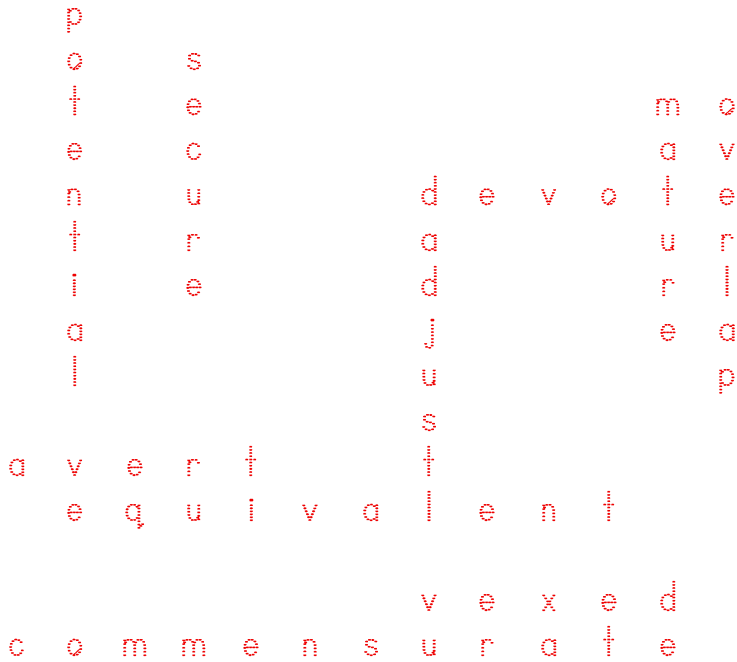 potential
secure
mature
overlap
devote
adjust
avert
equivalent
vexed
commensurate